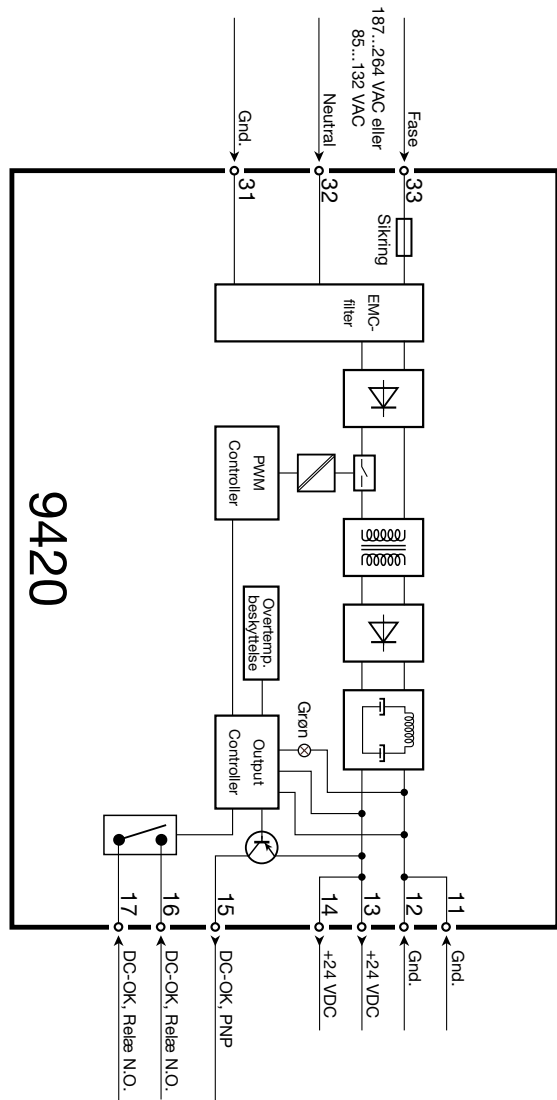 187...264 VAC eller
85...132 VAC
Fase
Neutral
Gnd.
33
32
31
Sikring
EMC-
filter
PWM
Controller
Overtemp.
beskyttelse
Grøn
Output
Controller
9420
11
12
13
14
15
16
17
Gnd.
Gnd.
+24 VDC
+24 VDC
DC-OK, PNP
DC-OK, Relæ N.O.
DC-OK, Relæ N.O.